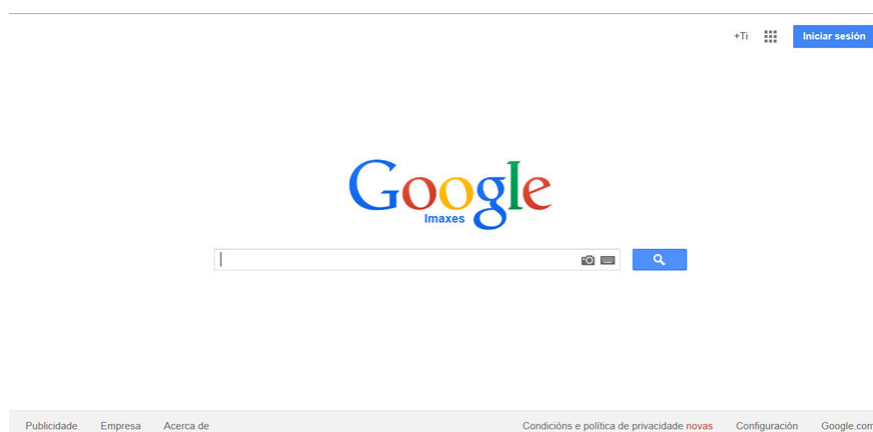 +Ti Iniciar sesión
Google
Imaxes
Publicidade Empresa Acerca de Condicións e política de privacidade novas Configuración Google.com